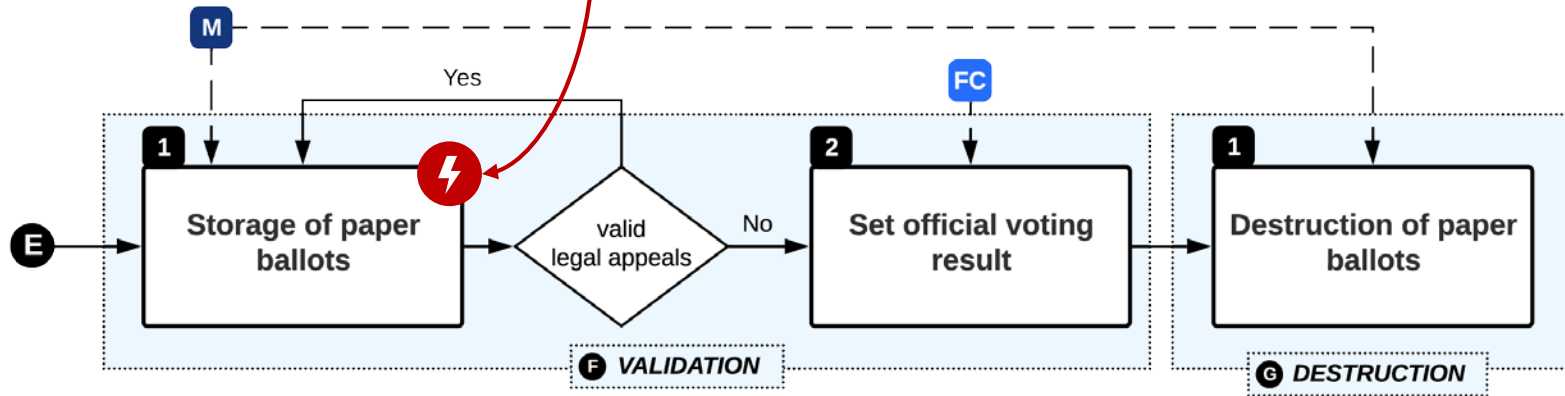 M
Yes
FC
1
2
1
E
Storage of paper
ballots
valid
legal appeals
No
Set official voting
result
Destruction of paper
ballots
F VALIDATION
G DESTRUCTION